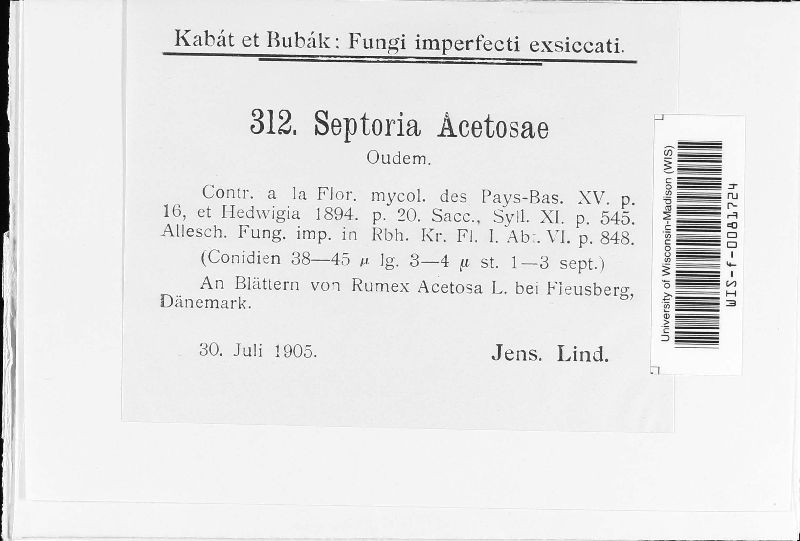 Kabát et Bubák: Fungi imperfecti exsiccati.
312. Septoria Acetosae
Oudem.
Contr. a la Flor. mycol. des Pays-Bas. XV. p.
16, et Hedwigia 1894. p. 20. Sacc., Syll. XI. p. 545.
Allesch. Fung. imp. in Rbh. Kr. Fl. I. Ab:. VI. p. 848.
(Conidien 38—45 µ lg. 3—4 µ st. 1—3 sept.)
An Blättern von Rumex Acetosa L. bei Fleusberg,
Dänemark.
30. Juli 1905.
Jens. Lind.
University of Wisconsin-Madison (WIS)
WIS-f-0081724